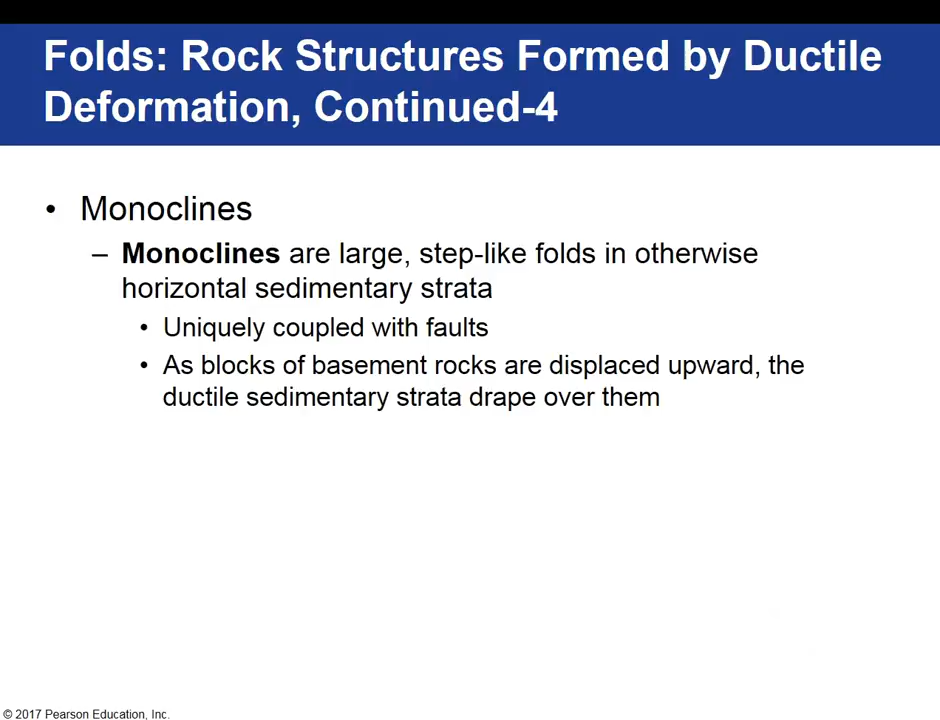 Folds: Rock Structures Formed by Ductile
Deformation, Continued-4
• Monoclines
– Monoclines are large, step-like folds in otherwise
horizontal sedimentary strata
• Uniquely coupled with faults
• As blocks of basement rocks are displaced upward, the
ductile sedimentary strata drape over them
© 2017 Pearson Education, Inc.